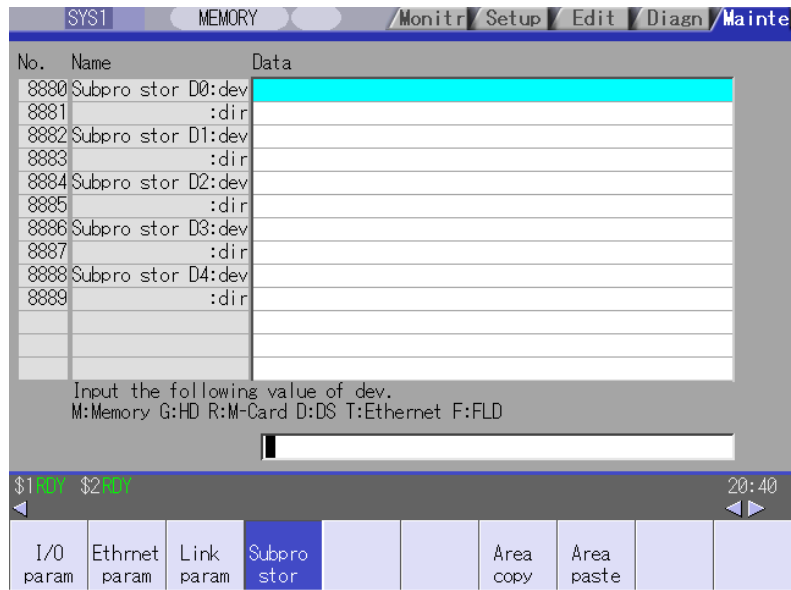 SYS1 MEMORY Monitr Setup Edit Diagn Mainte
No. Name Data
8880 Subpro stor D0:dev
8881 :dir
8882 Subpro stor D1:dev
8883 :dir
8884 Subpro stor D2:dev
8885 :dir
8886 Subpro stor D3:dev
8887 :dir
8888 Subpro stor D4:dev
8889 :dir
Input the following value of dev.
M:Memory G:HD R:M-Card D:DS T:Ethernet F:FLD
$1RDY $2RDY 20:40
I/O Ethrnet Link Subpro Area Area
param param param stor copy paste